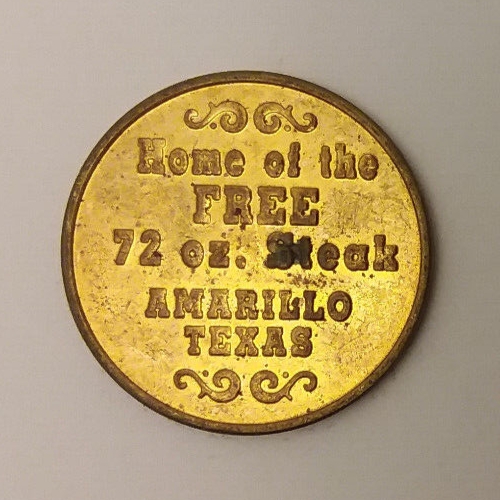 Home of the
FREE
72 oz. Steak
AMARILLO
TEXAS